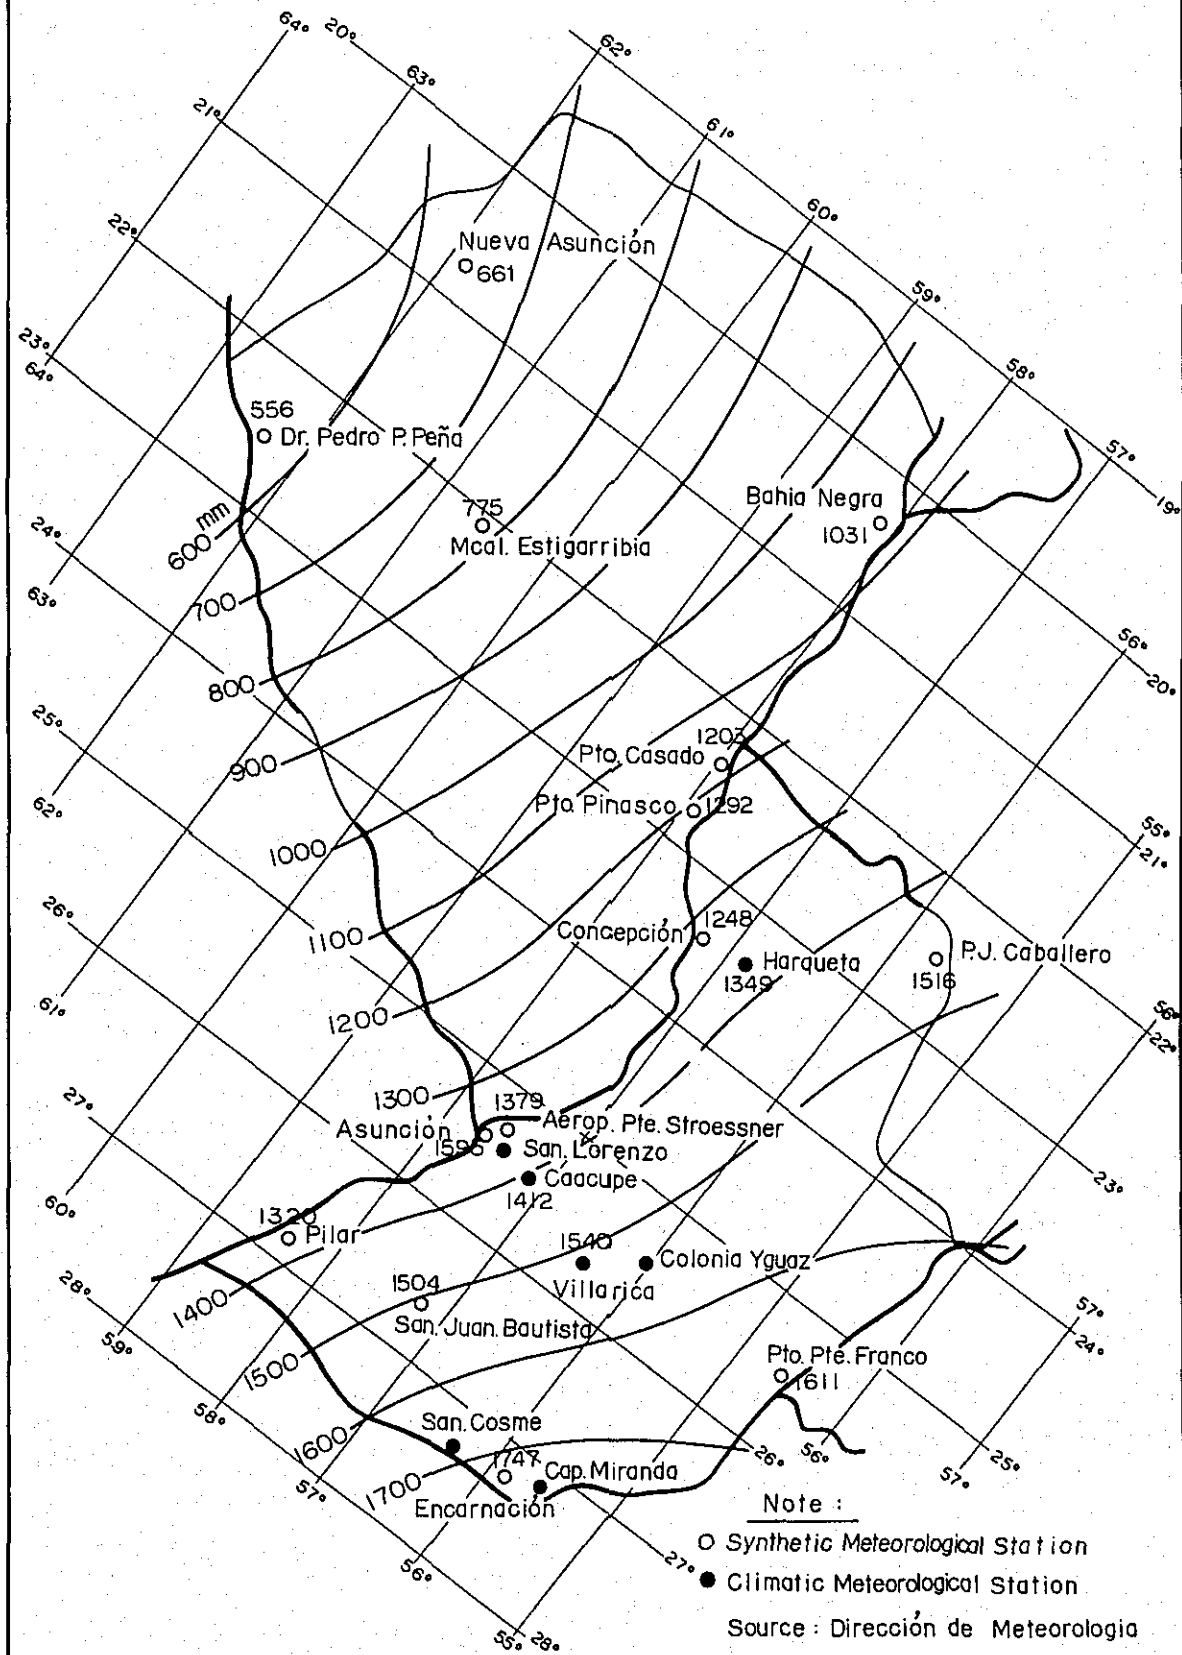 64° 20°
63°
62°
61°
60°
59°
58°
57°
19°
56°
20°
55°
21°
56°
22°
23°
57°
24°
25°
57°
56°
26°
27°
28°
55°
56°
57°
58°
59°
28°
60°
27°
61°
26°
62°
25°
63°
24°
64°
23°
22°
21°
Nueva Asunción
661
556
Dr. Pedro P. Peña
775
Mcal. Estigarribia
Bahia Negra
1031
600 mm
700
800
900
1000
1100
1200
1300
1400
1500
1600
1700
1203
Pto. Casado
Pto Pinasco
1292
1248
Concepción
Harqueta
1349
P.J. Caballero
1516
1379
Aerop. Pte. Stroessner
Asunción
San. Lorenzo
Caacupe
1412
1320
Pilar
1540
Villarica
Colonia Yguaz
1504
San. Juan. Bautista
Pto. Pte. Franco
1611
San. Cosme
1747
Cap. Miranda
Encarnación
Note :
Synthetic Meteorological Station
Climatic Meteorological Station
Source : Dirección de Meteorologia